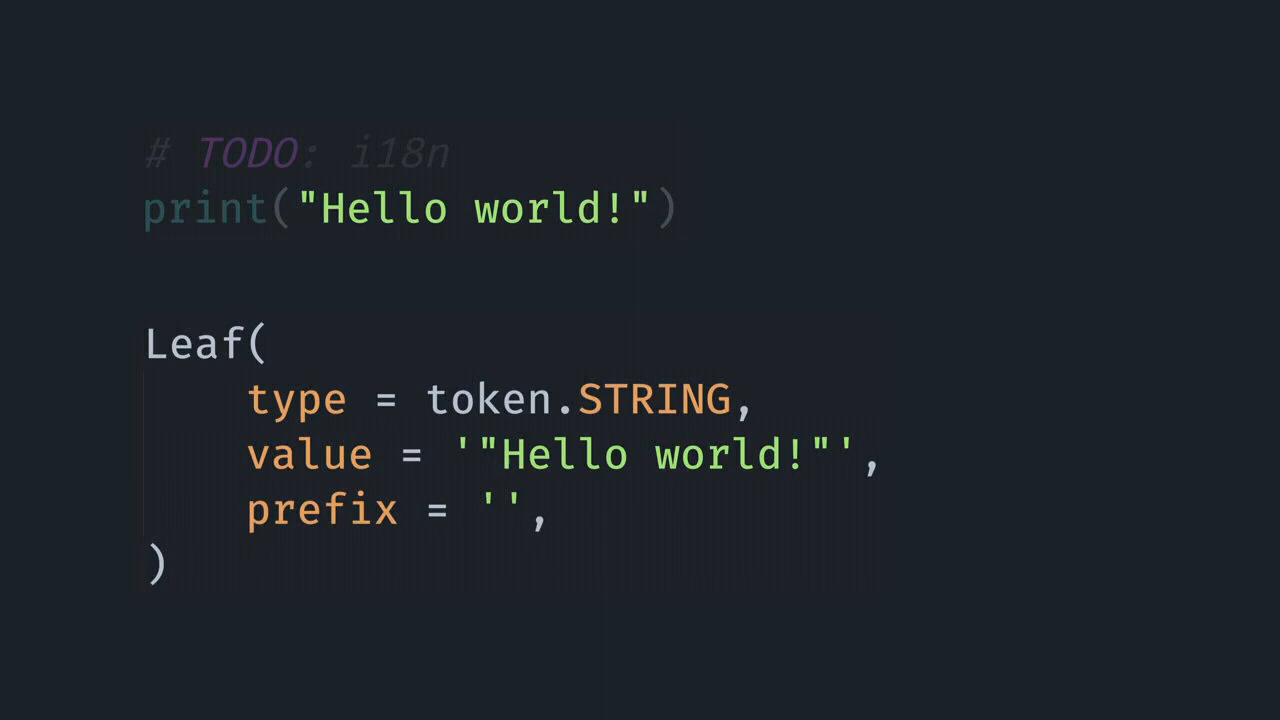 # TODO: i18n
print("Hello world!")
Leaf(
    type = token.STRING,
    value = '"Hello world!"',
    prefix = '',
)